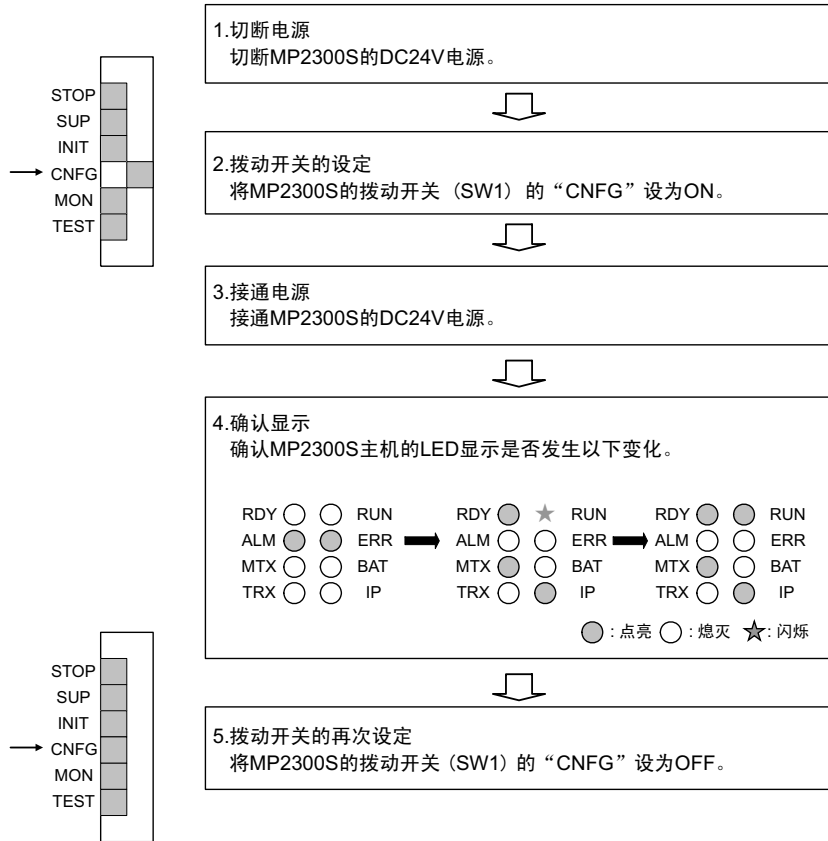 1.切断电源
切断MP2300S的DC24V电源。
STOP
SUP
INIT
CNFG
MON
TEST
2.拨动开关的设定
将MP2300S的拨动开关（SW1）的“CNFG”设为ON。
3.接通电源
接通MP2300S的DC24V电源。
4.确认显示
确认MP2300S主机的LED显示是否发生以下变化。
RDY RUN RDY RUN RDY RUN
ALM ERR ALM ERR ALM ERR
MTX BAT MTX BAT MTX BAT
TRX IP TRX IP TRX IP
: 点亮 : 熄灭 : 闪烁
STOP
SUP
INIT
CNFG
MON
TEST
5.拨动开关的再次设定
将MP2300S的拨动开关（SW1）的“CNFG”设为OFF。